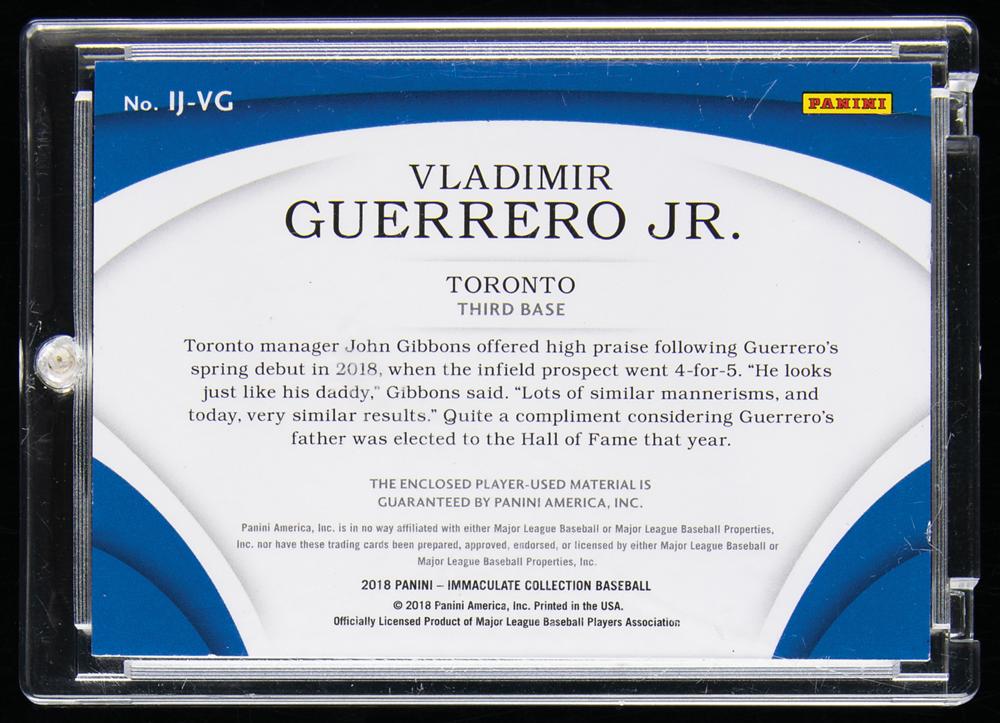 No. IJ-VG
PANINI
VLADIMIR
GUERRERO JR.
TORONTO
THIRD BASE
Toronto manager John Gibbons offered high praise following Guerrero's
spring debut in 2018, when the infield prospect went 4-for-5. “He looks
just like his daddy,” Gibbons said. “Lots of similar mannerisms, and
today, very similar results.” Quite a compliment considering Guerrero's
father was elected to the Hall of Fame that year.
THE ENCLOSED PLAYER-USED MATERIAL IS
GUARANTEED BY PANINI AMERICA, INC.
Panini America, Inc. is in no way affiliated with either Major League Baseball or Major League Baseball Properties,
Inc. nor have these trading cards been prepared, approved, endorsed, or licensed by either Major League Baseball or
Major League Baseball Properties, Inc.
2018 PANINI – IMMACULATE COLLECTION BASEBALL
© 2018 Panini America, Inc. Printed in the USA.
Officially Licensed Product of Major League Baseball Players Association